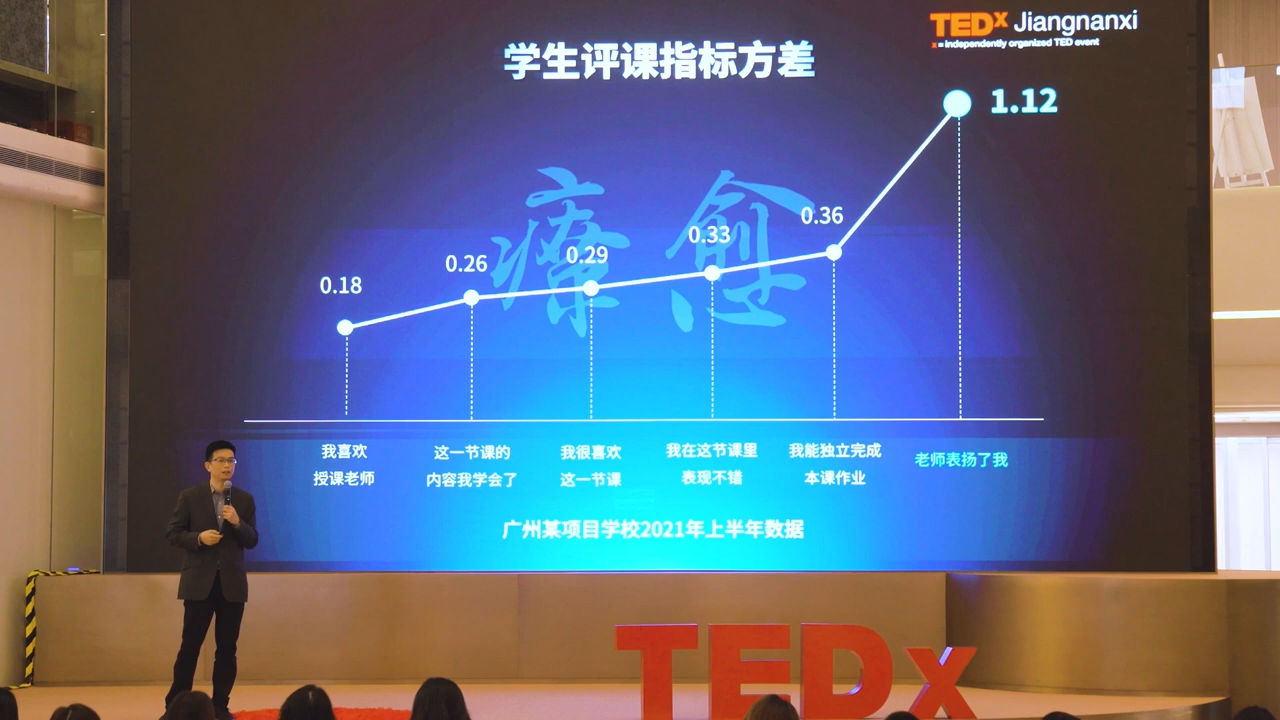 TEDx Jiangnanxi
x = independently organized TED event
学生评课指标方差
1.12
0.36
0.33
0.29
0.26
0.18
療愈
我喜欢
授课老师
这一节课的
内容我学会了
我很喜欢
这一节课
我在这节课里
表现不错
我能独立完成
本课作业
老师表扬了我
广州某项目学校2021年上半年数据
TEDx